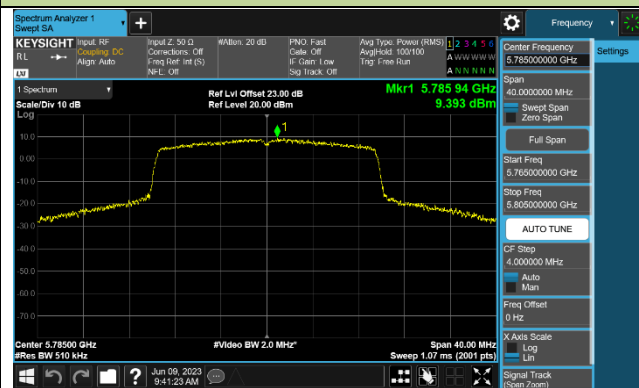 Spectrum Analyzer 1
Swept SA
Frequency
KEYSIGHT
RL
LXI
Input: RF
Coupling: DC
Align: Auto
Input Z: 50 Ω
Corrections: Off
Freq Ref: Int (S)
NFE: Off
#Atten: 20 dB
PNO: Fast
Gate: Off
IF Gain: Low
Sig Track: Off
Avg Type: Power (RMS)
Avg|Hold: 100/100
Trig: Free Run
1 2 3 4 5 6
A W W W W W
A N N N N N
1 Spectrum
Scale/Div 10 dB
Log
Ref Lvl Offset 23.00 dB
Ref Level 20.00 dBm
Mkr1 5.785 94 GHz
9.393 dBm
1
10.0
0.00
-10.0
-20.0
-30.0
-40.0
-50.0
-60.0
-70.0
Center 5.78500 GHz
#Res BW 510 kHz
#Video BW 2.0 MHz*
Span 40.00 MHz
Sweep 1.07 ms (2001 pts)
Center Frequency
5.785000000 GHz
Settings
Span
40.0000000 MHz
Swept Span
Zero Span
Full Span
Start Freq
5.765000000 GHz
Stop Freq
5.805000000 GHz
AUTO TUNE
CF Step
4.000000 MHz
Auto
Man
Freq Offset
0 Hz
X Axis Scale
Log
Lin
Signal Track
(Span Zoom)
Jun 09, 2023
9:41:23 AM